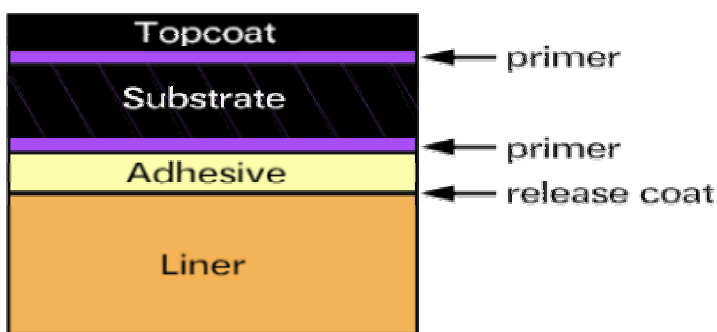 Topcoat
primer
Substrate
primer
Adhesive
release coat
Liner